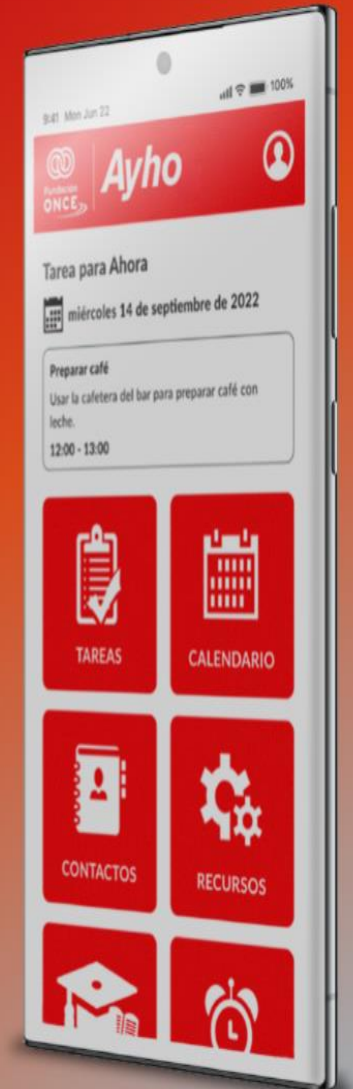 9:41 Mon Jun 22
100%
Fundación
ONCE
Ayho
Tarea para Ahora
miércoles 14 de septiembre de 2022
Preparar café
Usar la cafetera del bar para preparar café con
leche.
12:00 - 13:00
TAREAS
CALENDARIO
CONTACTOS
RECURSOS